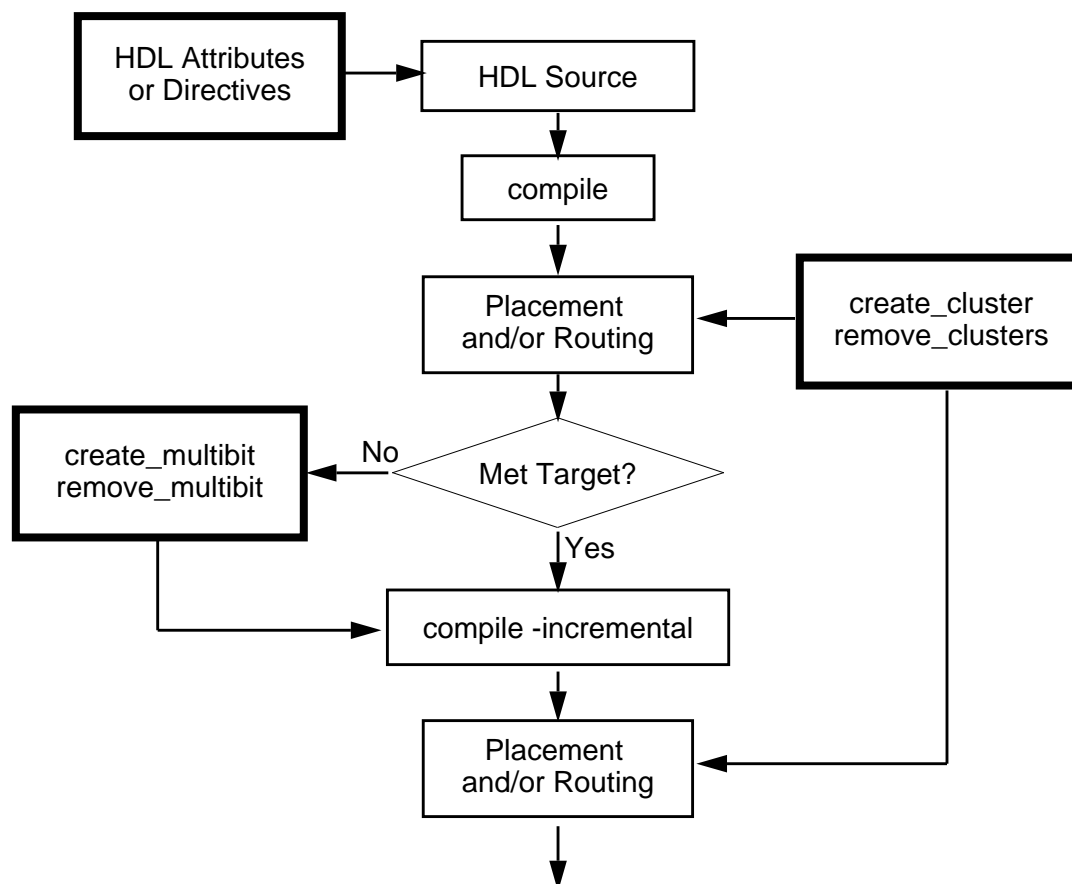 HDL Attributes
or Directives
HDL Source
compile
Placement
and/or Routing
create_cluster
remove_clusters
create_multibit
remove_multibit
No
Met Target?
Yes
compile -incremental
Placement
and/or Routing